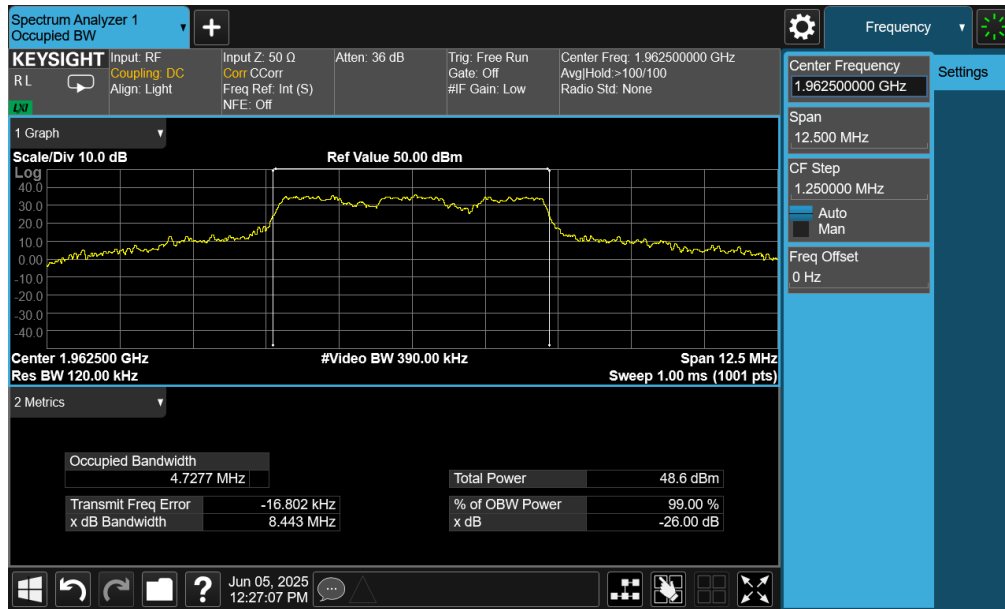 Spectrum Analyzer 1
Occupied BW
▼
+
Frequency
▼
KEYSIGHT
R L
LXI
Input: RF
Coupling: DC
Align: Light
Input Z: 50 Ω
Corr CCorr
Freq Ref: Int (S)
NFE: Off
Atten: 36 dB
Trig: Free Run
Gate: Off
#IF Gain: Low
Center Freq: 1.962500000 GHz
Avg|Hold:>100/100
Radio Std: None
Center Frequency
1.962500000 GHz
Settings
Span
12.500 MHz
CF Step
1.250000 MHz
Auto
Man
Freq Offset
0 Hz
1 Graph ▼
Scale/Div 10.0 dB
Ref Value 50.00 dBm
Log
40.0
30.0
20.0
10.0
0.00
-10.0
-20.0
-30.0
-40.0
Center 1.962500 GHz
#Video BW 390.00 kHz
Span 12.5 MHz
Res BW 120.00 kHz
Sweep 1.00 ms (1001 pts)
2 Metrics ▼
Occupied Bandwidth
4.7277 MHz
Total Power 48.6 dBm
Transmit Freq Error -16.802 kHz
% of OBW Power 99.00 %
x dB Bandwidth 8.443 MHz
x dB -26.00 dB
?
Jun 05, 2025
12:27:07 PM